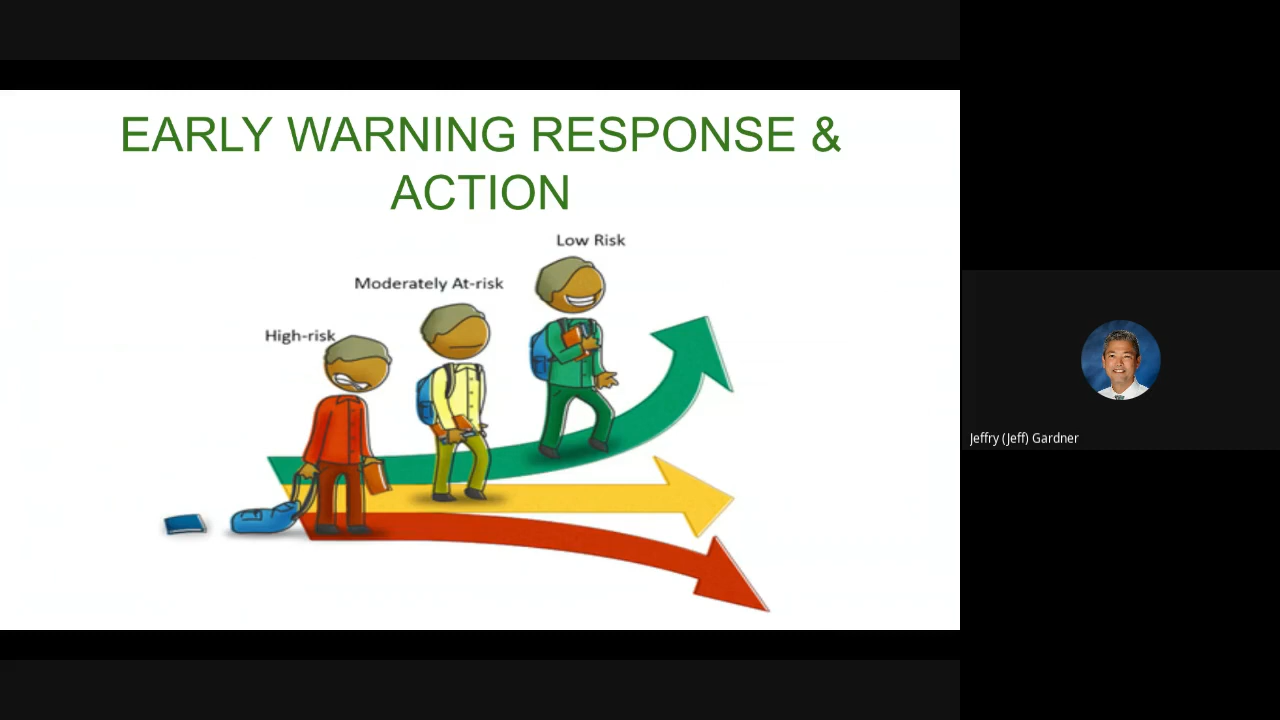 EARLY WARNING RESPONSE &
ACTION
Low Risk
Moderately At-risk
High-risk
Jeffry (Jeff) Gardner